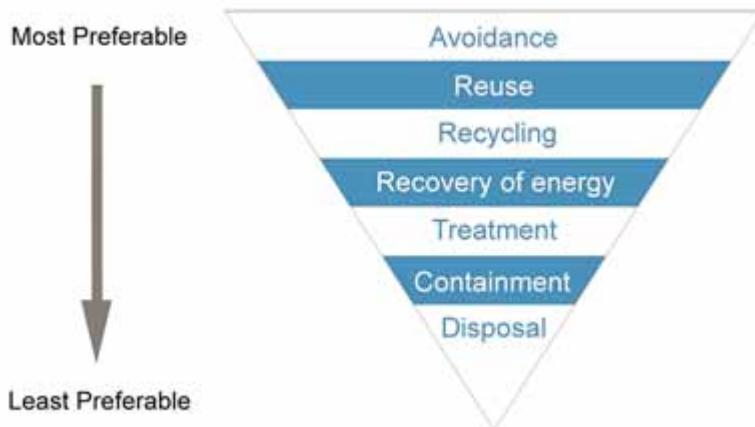 Most Preferable
Avoidance
Reuse
Recycling
Recovery of energy
Treatment
Containment
Disposal
Least Preferable